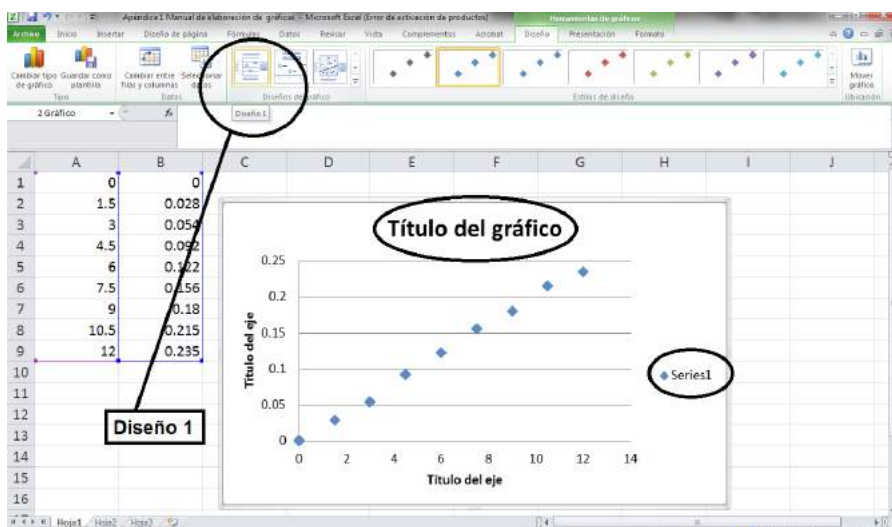 Apéndice 1 Manual de elaboración de gráficas - Microsoft Excel (Error de activación de productos)
Herramientas de gráficos
Archivo Inicio Insertar Diseño de página Fórmulas Datos Revisar Vista Complementos Acrobat Diseño Presentación Formato
Cambiar tipo de gráfico Guardar como plantilla Cambiar entre filas y columnas Seleccionar datos Mover gráfico
Tipo Datos Diseños de gráfico Estilos de diseño Ubicación
2 Gráfico fx Diseño 1
A B C D E F G H I J
1 0 0
2 1.5 0.028
3 3 0.054
4 4.5 0.092
5 6 0.122
6 7.5 0.156
7 9 0.18
8 10.5 0.215
9 12 0.235
10
11
12
13
14
15
16
Título del gráfico
Título del eje
0.25
0.2
0.15
0.1
0.05
0
0 2 4 6 8 10 12 14
Título del eje
Series1
Diseño 1
Hoja1 Hoja2 Hoja3